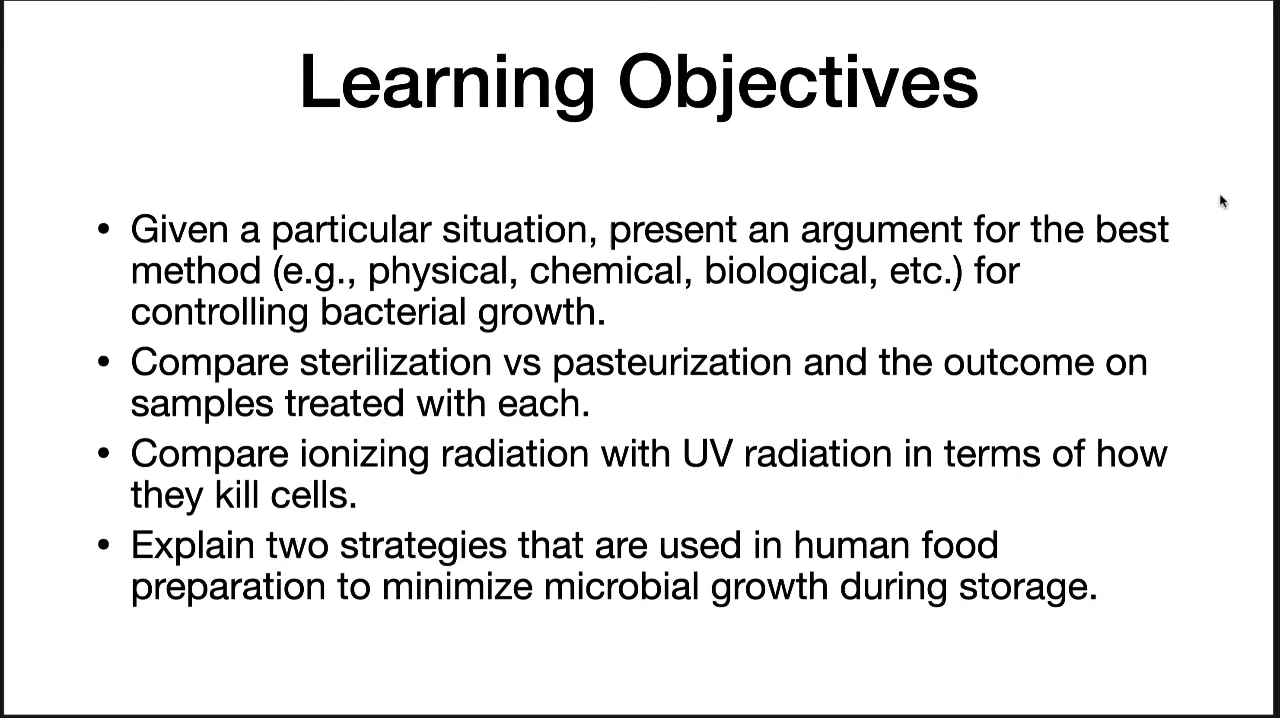 Learning Objectives
• Given a particular situation, present an argument for the best
method (e.g., physical, chemical, biological, etc.) for
controlling bacterial growth.
• Compare sterilization vs pasteurization and the outcome on
samples treated with each.
• Compare ionizing radiation with UV radiation in terms of how
they kill cells.
• Explain two strategies that are used in human food
preparation to minimize microbial growth during storage.